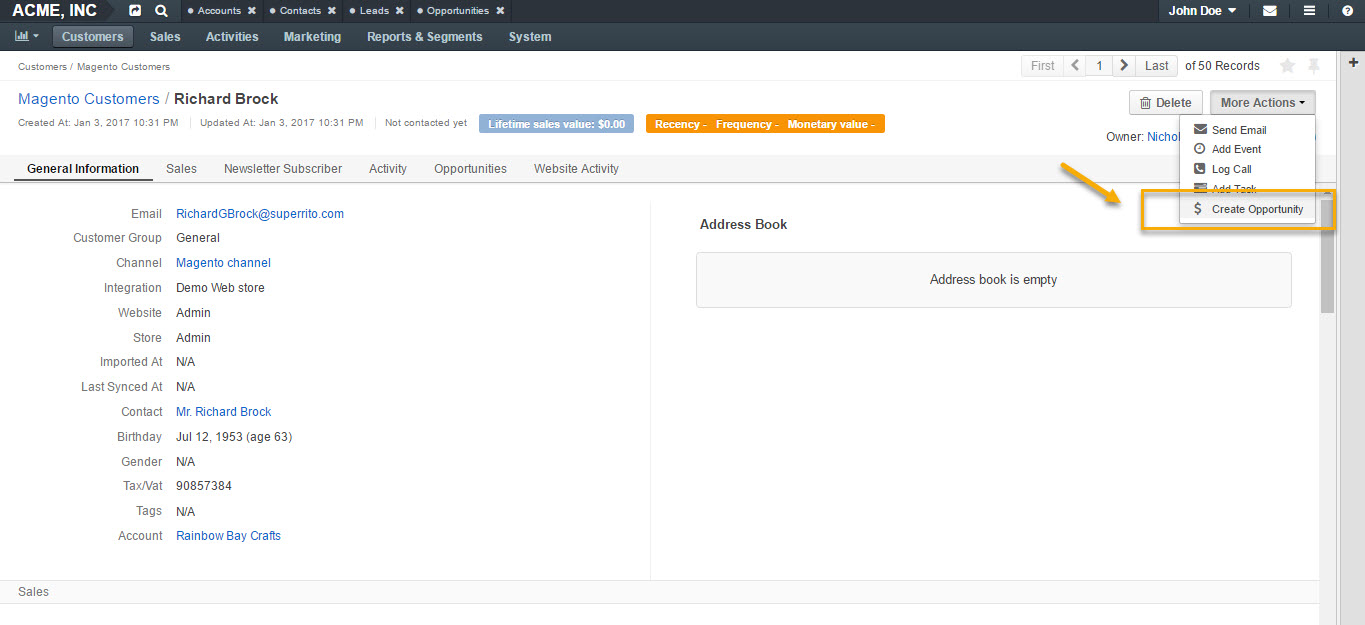 ACME, INC
Accounts
Contacts
Leads
Opportunities
John Doe
Customers
Sales
Activities
Marketing
Reports & Segments
System
Customers / Magento Customers
First
1
Last
of 50 Records
Magento Customers / Richard Brock
Delete
More Actions
Created At: Jan 3, 2017 10:31 PM
Updated At: Jan 3, 2017 10:31 PM
Not contacted yet
Lifetime sales value: $0.00
Recency - Frequency - Monetary value -
Owner: Nichol
Send Email
Add Event
Log Call
Add Task
Create Opportunity
General Information
Sales
Newsletter Subscriber
Activity
Opportunities
Website Activity
Email RichardGBrock@superrito.com
Customer Group General
Channel Magento channel
Integration Demo Web store
Website Admin
Store Admin
Imported At N/A
Last Synced At N/A
Contact Mr. Richard Brock
Birthday Jul 12, 1953 (age 63)
Gender N/A
Tax/Vat 90857384
Tags N/A
Account Rainbow Bay Crafts
Address Book
Address book is empty
Sales